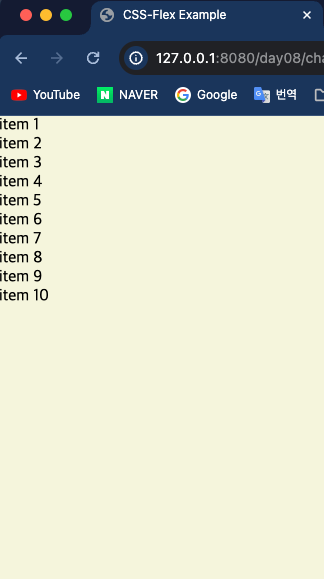 CSS-Flex Example
127.0.0.1:8080/day08/cha
YouTube NAVER Google 번역
item 1
item 2
item 3
item 4
item 5
item 6
item 7
item 8
item 9
item 10